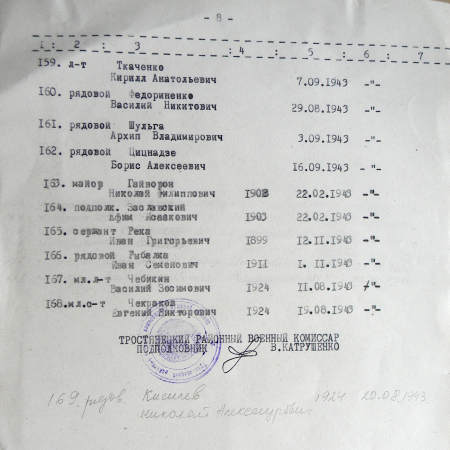 - 8 -
1 : 2 : 3 : 4 : 5 : 6 : 7
159. л-т Ткаченко
Кирилл Анатольевич 7.09.1943 -"-
160. рядовой Федориненко
Василий Никитович 29.08.1943 -"-
161. рядовой Шульга
Архип Владимирович 3.09.1943 -"-
162. рядовой Цицнадзе
Борис Алексеевич 16.09.1943 -"-
163. майор Гайворон
Николай Филиппович 1902 22.02.1943 -"-
164. подполк. Заславский
Ефим Исаакович 1903 22.02.1943 -"-
165. сержант Река
Иван Григорьевич 1899 12.11.1943 -"-
166. рядовой Рыбалка
Иван Семенович 1911 1.11.1943 -"-
167. мл.л-т Чебикин
Василий Зосимович 1924 11.08.1943 -"-
168. мл.с-т Чекраков
Евгений Викторович 1924 19.08.1943 -"-
ТРОСТЯНЕЦКИЙ РАЙОННЫЙ ВОЕННЫЙ КОМИССАР
ПОДПОЛКОВНИК В.КАТРУШЕНКО
169. рядов. Киселев 1924 20.08.1943
Николай Александрович